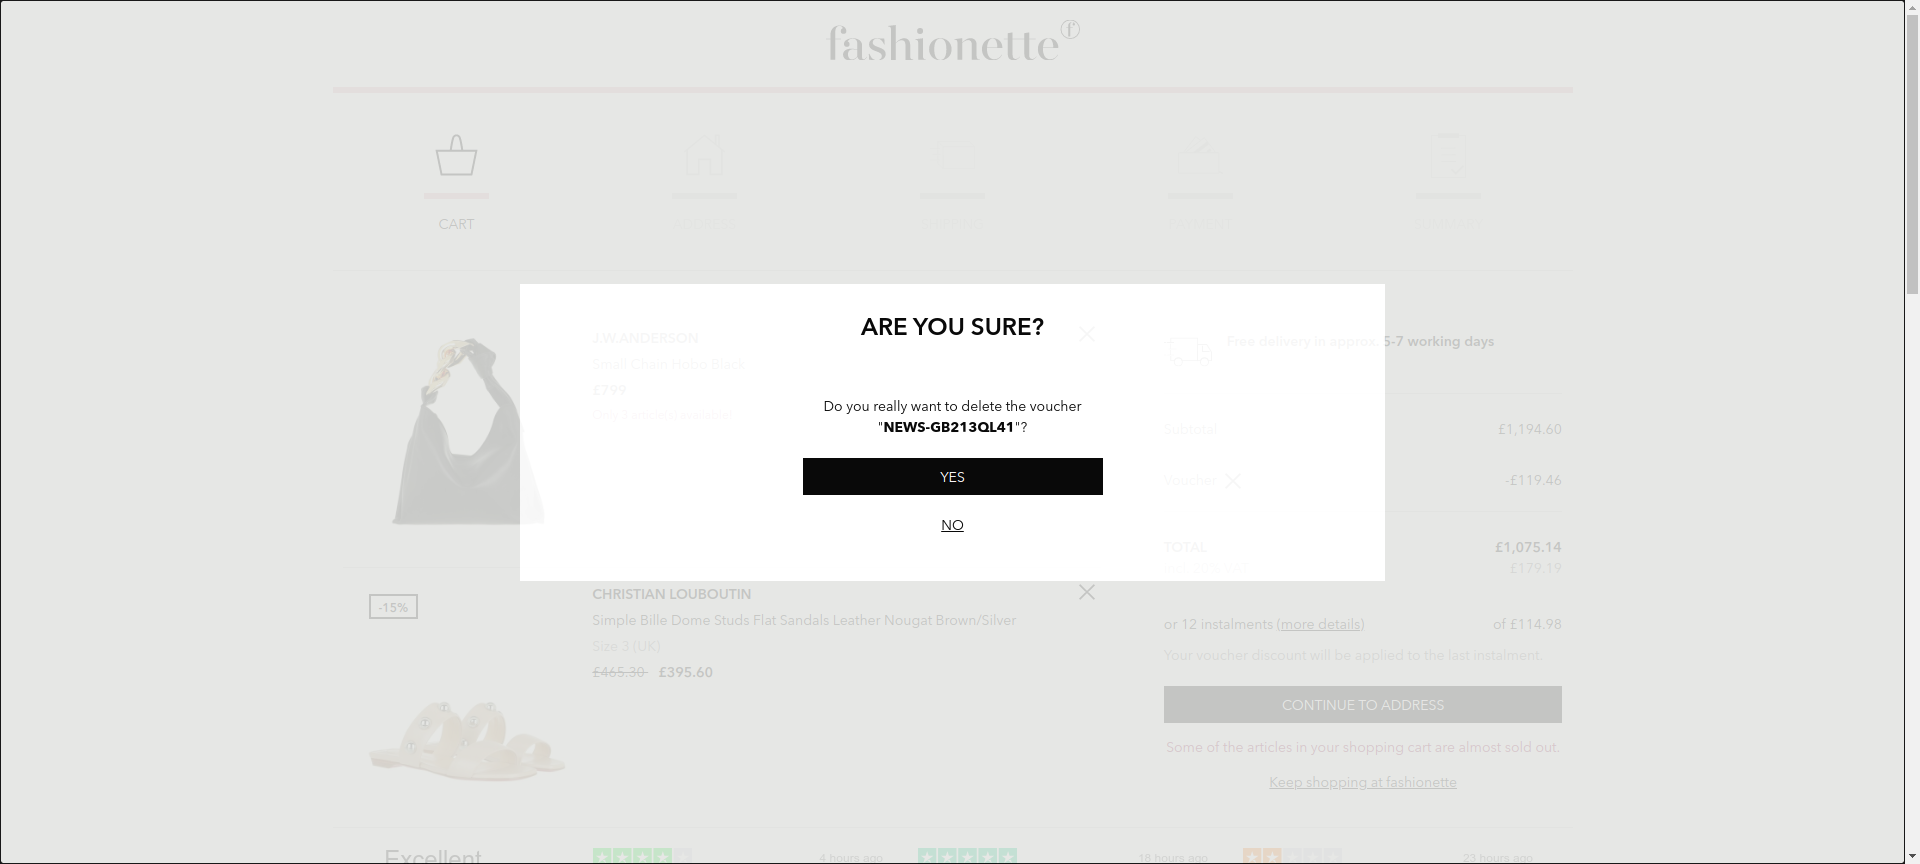 fashionette
CART
ARE YOU SURE?
J.W.ANDERSON
Small Chain Hobo Black
£799
Do you really want to delete the voucher
"NEWS-GB213QL41"?
YES
NO
Free delivery in approx. 5-7 working days
Subtotal £1,194.60
Voucher -£119.46
TOTAL £1,075.14
£179.19
or 12 instalments (more details) of £114.98
Your voucher discount will be applied to the last instalment.
CONTINUE TO ADDRESS
Some of the articles in your shopping cart are almost sold out.
Keep shopping at fashionette
-15%
CHRISTIAN LOUBOUTIN
Simple Bille Dome Studs Flat Sandals Leather Nougat Brown/Silver
Size 3 (UK)
£465.30 £395.60
Excellent
4 hours ago
18 hours ago
23 hours ago